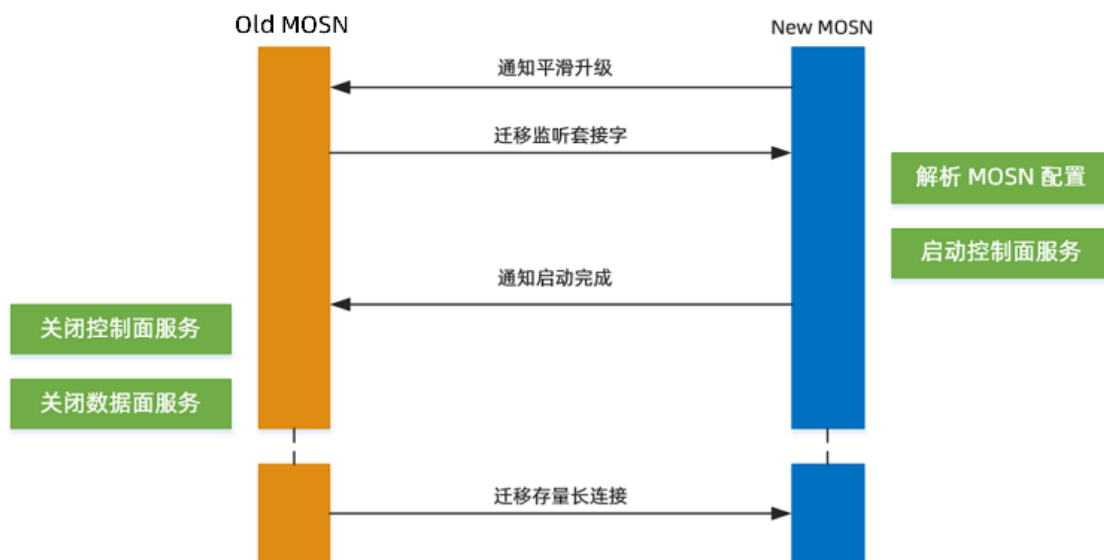 Old MOSN
New MOSN
通知平滑升级
迁移监听套接字
解析 MOSN 配置
启动控制面服务
通知启动完成
关闭控制面服务
关闭数据面服务
迁移存量长连接